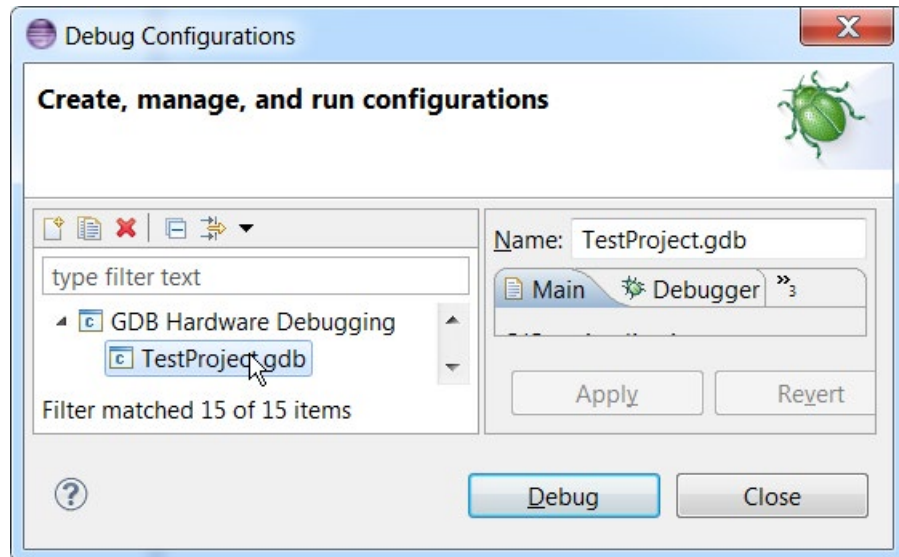 Debug Configurations
X
Create, manage, and run configurations
type filter text
GDB Hardware Debugging
TestProject.gdb
Filter matched 15 of 15 items
Name: TestProject.gdb
Main Debugger »3
Apply Revert
? Debug Close